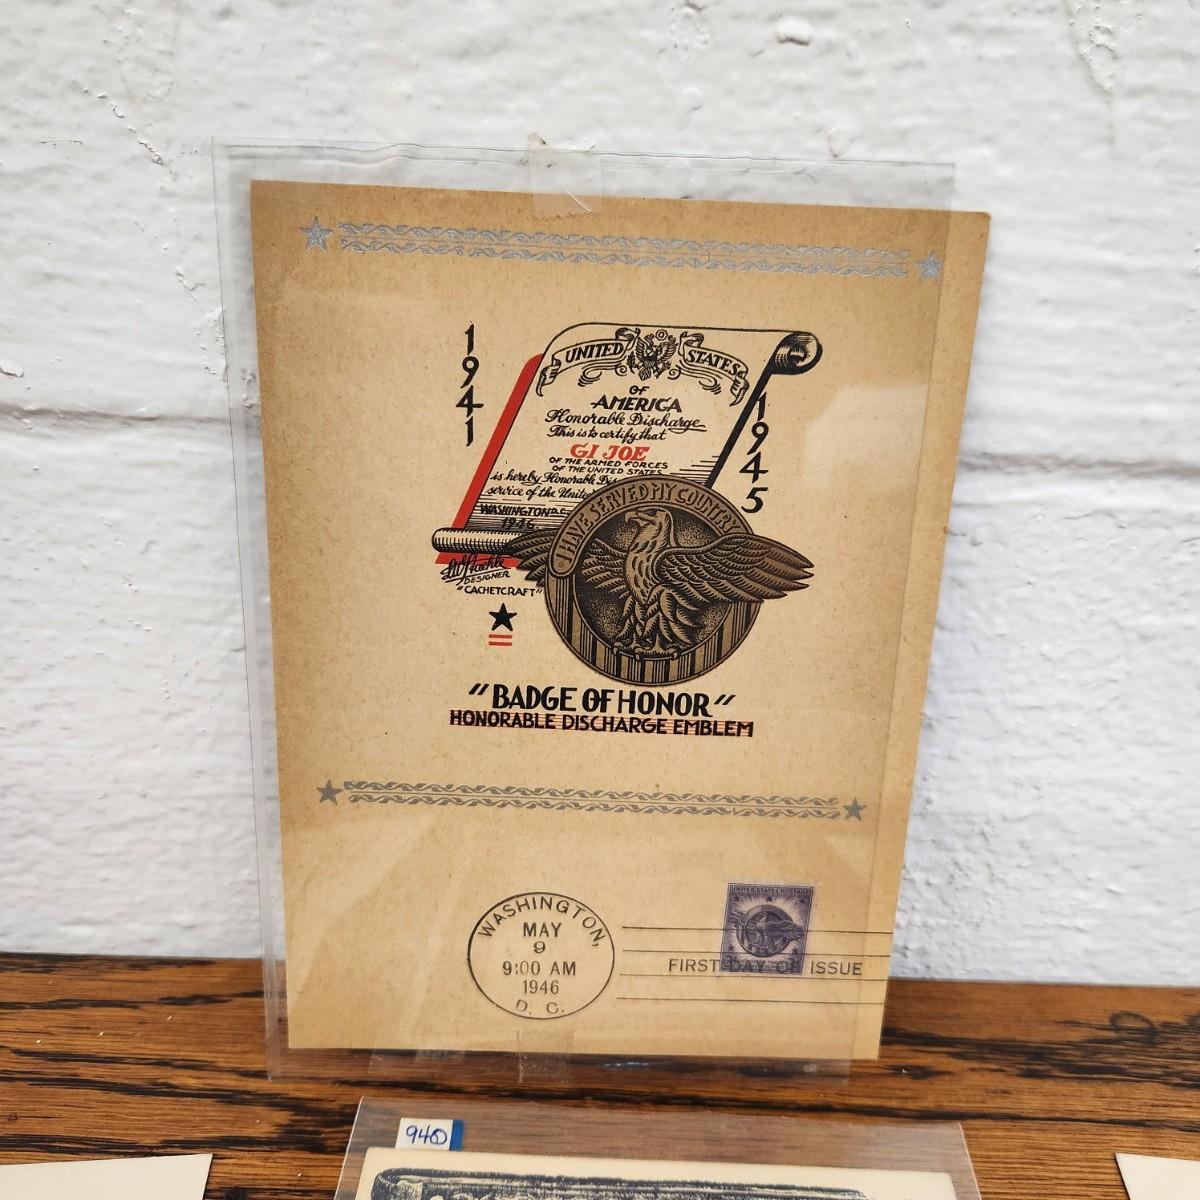 1941
1945
UNITED STATES
OF
AMERICA
Honorable Discharge
This is to certify that
GI JOE
OF THE ARMED FORCES
OF THE UNITED STATES
is hereby Honorable Dis
service of the Unite
WASHINGTON D.C.
1946
I HAVE SERVED MY COUNTRY
DESIGNER
"CACHETCRAFT"
"BADGE OF HONOR"
HONORABLE DISCHARGE EMBLEM
UNITED STATES POSTAGE
WASHINGTON,
MAY
9
9:00 AM
1946
D. C.
FIRST DAY OF ISSUE
940